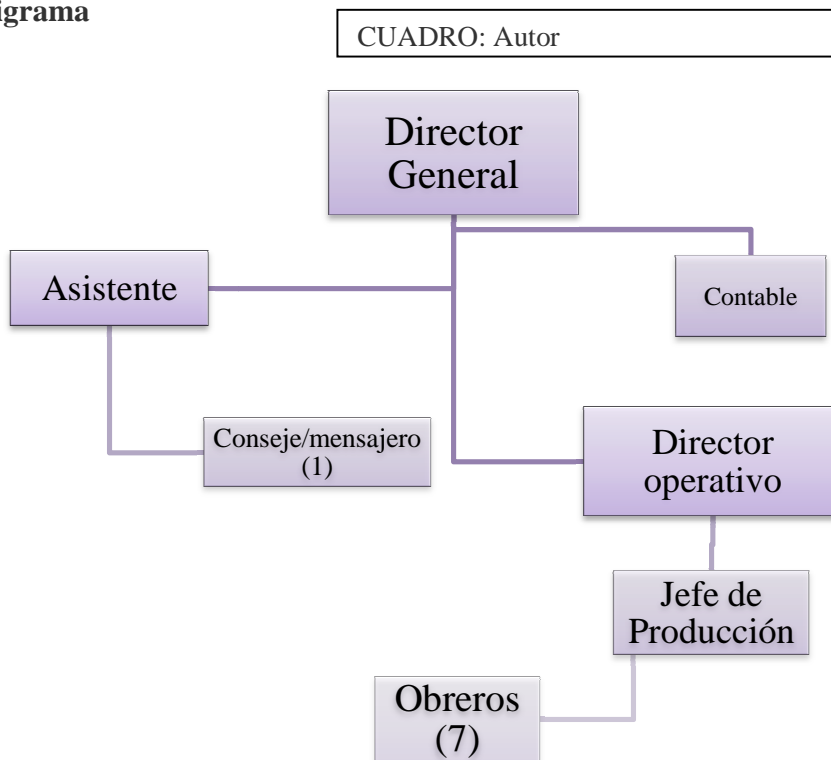 igrama
CUADRO: Autor
Director
General
Asistente
Contable
Conseje/mensajero
(1)
Director
operativo
Jefe de
Producción
Obreros
(7)